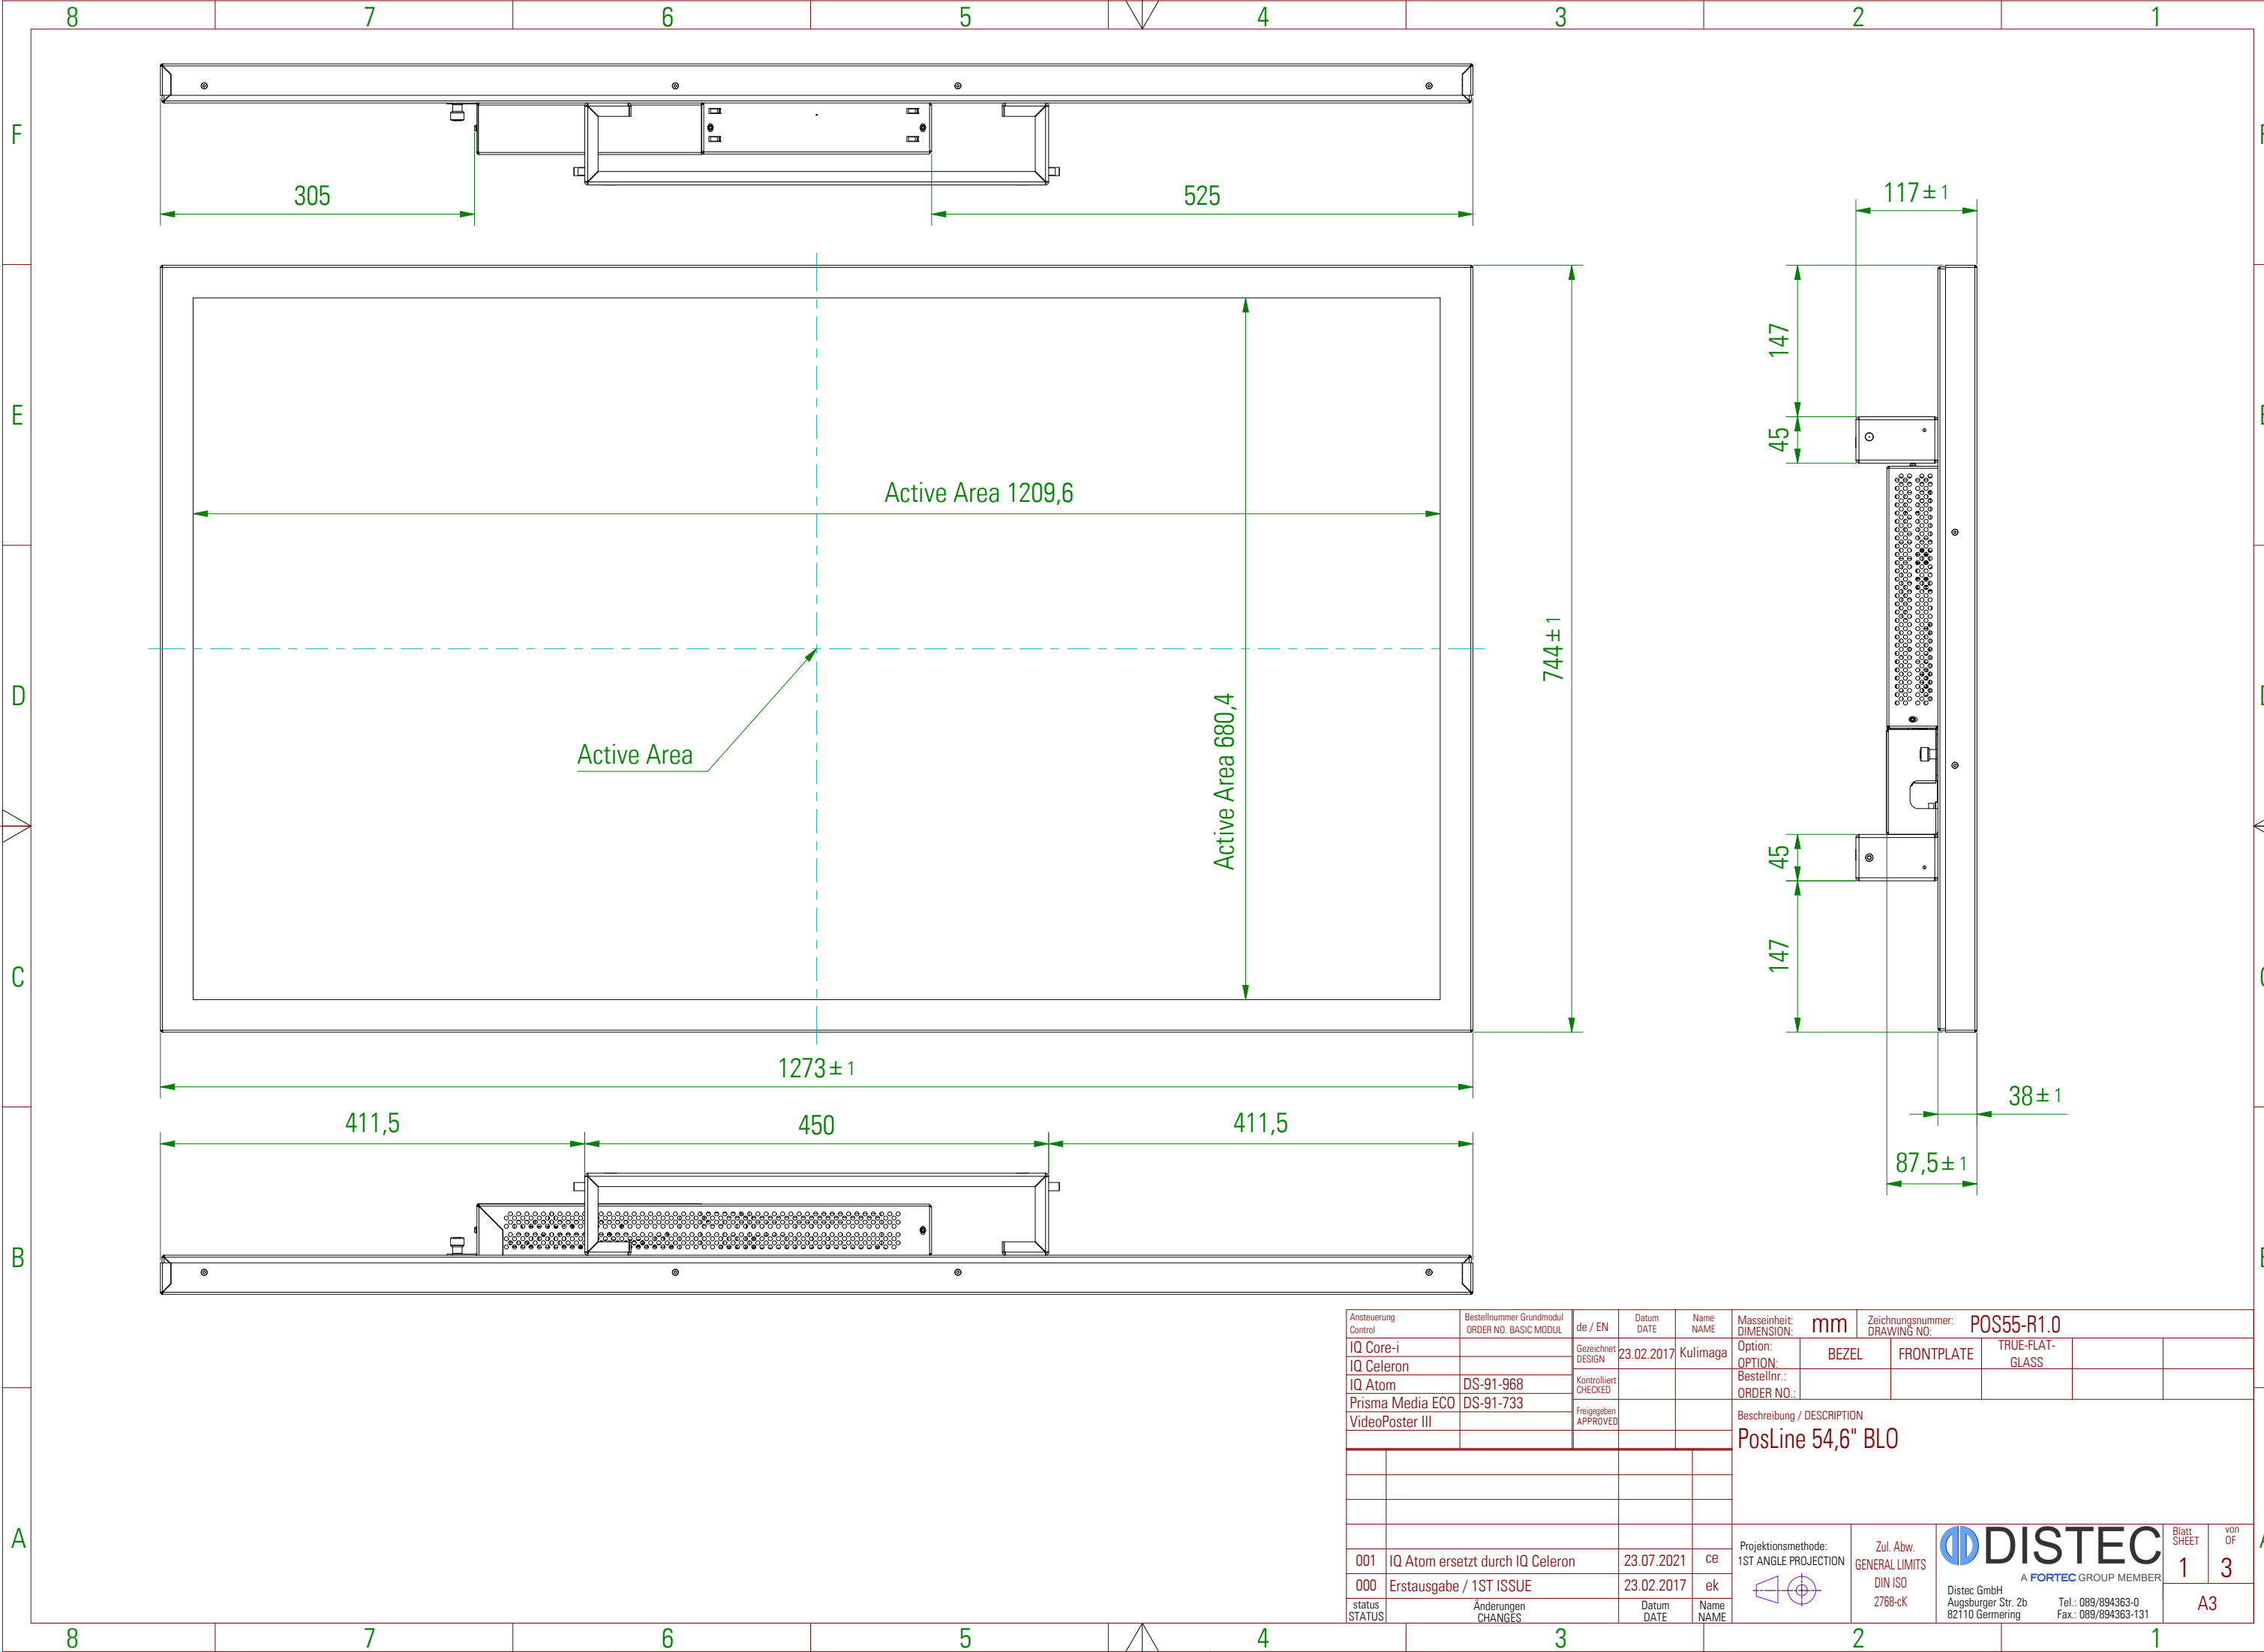 8 7 6 5 4 3 2 1
F
305
525
117±1
147
E
45
Active Area 1209,6
744±1
D
Active Area 680,4
Active Area
45
C
147
1273±1
38±1
411,5 450 411,5
87,5±1
B
Ansteuerung
Control
Bestellnummer Grundmodul
ORDER NO. BASIC MODUL
de / EN
Datum
DATE
Name
NAME
Masseinheit:
DIMENSION:
mm
Zeichnungsnummer:
DRAWING NO:
POS55-R1.0
IQ Core-i
IQ Celeron
IQ Atom DS-91-968
Prisma Media ECO DS-91-733
VideoPoster III
Gezeichnet
DESIGN
23.02.2017 Kulimaga
Kontrolliert
CHECKED
Freigegeben
APPROVED
Option:
OPTION:
BEZEL FRONTPLATE
TRUE-FLAT-
GLASS
Bestellnr.:
ORDER NO.:
Beschreibung / DESCRIPTION
PosLine 54,6" BLO
A
001 IQ Atom ersetzt durch IQ Celeron 23.07.2021 ce
000 Erstausgabe / 1ST ISSUE 23.02.2017 ek
status
STATUS
Änderungen
CHANGES
Datum
DATE
Name
NAME
Projektionsmethode:
1ST ANGLE PROJECTION
Zul. Abw.
GENERAL LIMITS
DIN ISO
2768-cK
DISTEC
A FORTEC GROUP MEMBER
Distec GmbH
Augsburger Str. 2b Tel.: 089/894363-0
82110 Germering Fax.: 089/894363-131
Blatt
SHEET
1
von
OF
3
A3
8 7 6 5 4 3 2 1